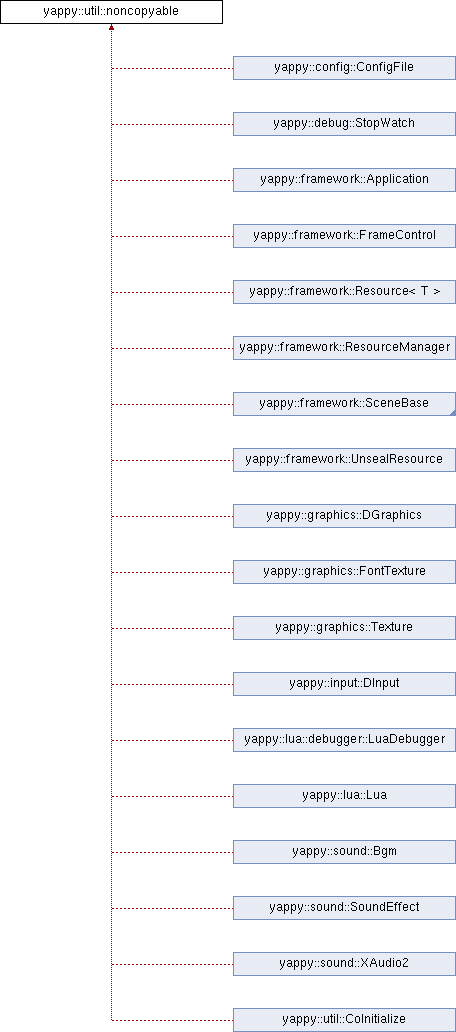 yappy::util::noncopyable
yappy::config::ConfigFile
yappy::debug::StopWatch
yappy::framework::Application
yappy::framework::FrameControl
yappy::framework::Resource< T >
yappy::framework::ResourceManager
yappy::framework::SceneBase
yappy::framework::UnsealResource
yappy::graphics::DGraphics
yappy::graphics::FontTexture
yappy::graphics::Texture
yappy::input::DInput
yappy::lua::debugger::LuaDebugger
yappy::lua::Lua
yappy::sound::Bgm
yappy::sound::SoundEffect
yappy::sound::XAudio2
yappy::util::CoInitialize